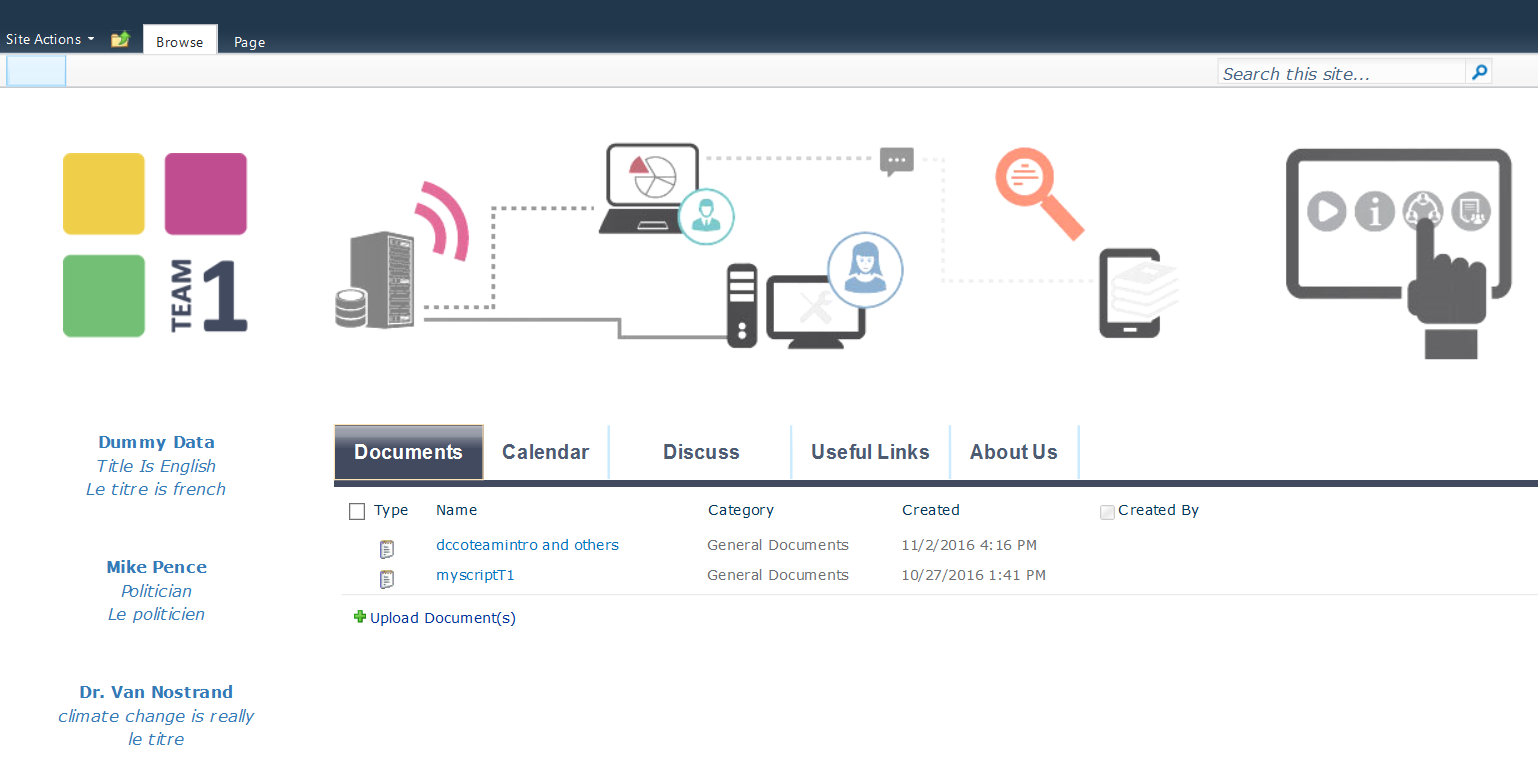 Site Actions Browse Page
Search this site...
TEAM 1
Dummy Data
Title Is English
Le titre is french
Mike Pence
Politician
Le politicien
Dr. Van Nostrand
climate change is really
le titre
Documents Calendar Discuss Useful Links About Us
Type Name Category Created Created By
dccoteamintro and others General Documents 11/2/2016 4:16 PM
myscriptT1 General Documents 10/27/2016 1:41 PM
Upload Document(s)